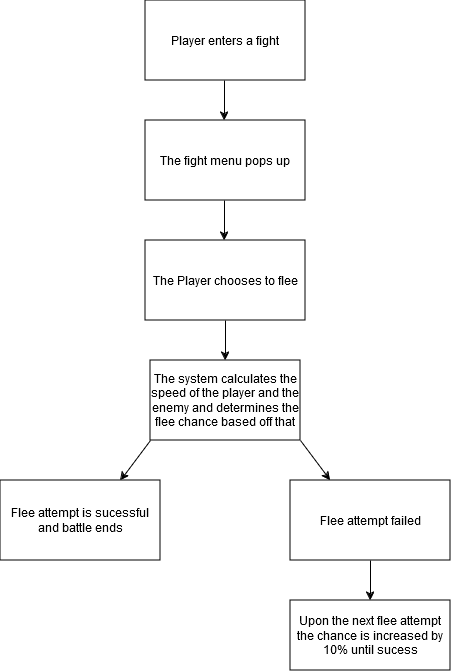 Player enters a fight
The fight menu pops up
The Player chooses to flee
The system calculates the
speed of the player and the
enemy and determines the
flee chance based off that
Flee attempt is sucessful
and battle ends
Flee attempt failed
Upon the next flee attempt
the chance is increased by
10% until sucess